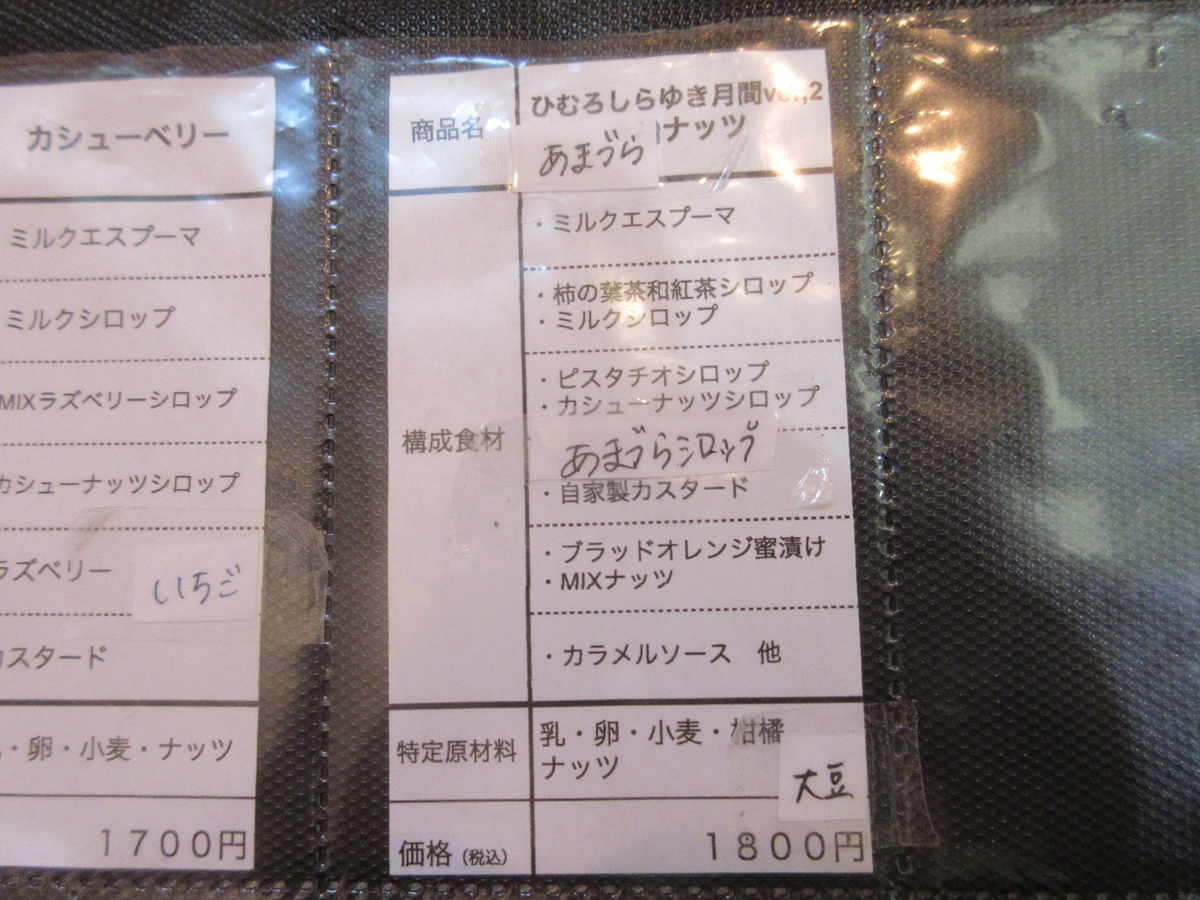 カシューベリー
ミルクエスプーマ
ミルクシロップ
MIXラズベリーシロップ
カシューナッツシロップ
ラズベリー
いちご
カスタード
・卵・小麦・ナッツ
1700円
商品名
ひむろしらゆき月間ver,2
ナッツ
あまづら
構成食材
・ミルクエスプーマ
・柿の葉茶和紅茶シロップ
・ミルクシロップ
・ピスタチオシロップ
・カシューナッツシロップ
あまづらシロップ
・自家製カスタード
・ブラッドオレンジ蜜漬け
・MIXナッツ
・カラメルソース 他
特定原材料
乳・卵・小麦・柑橘
ナッツ
大豆
価格(税込)
1800円